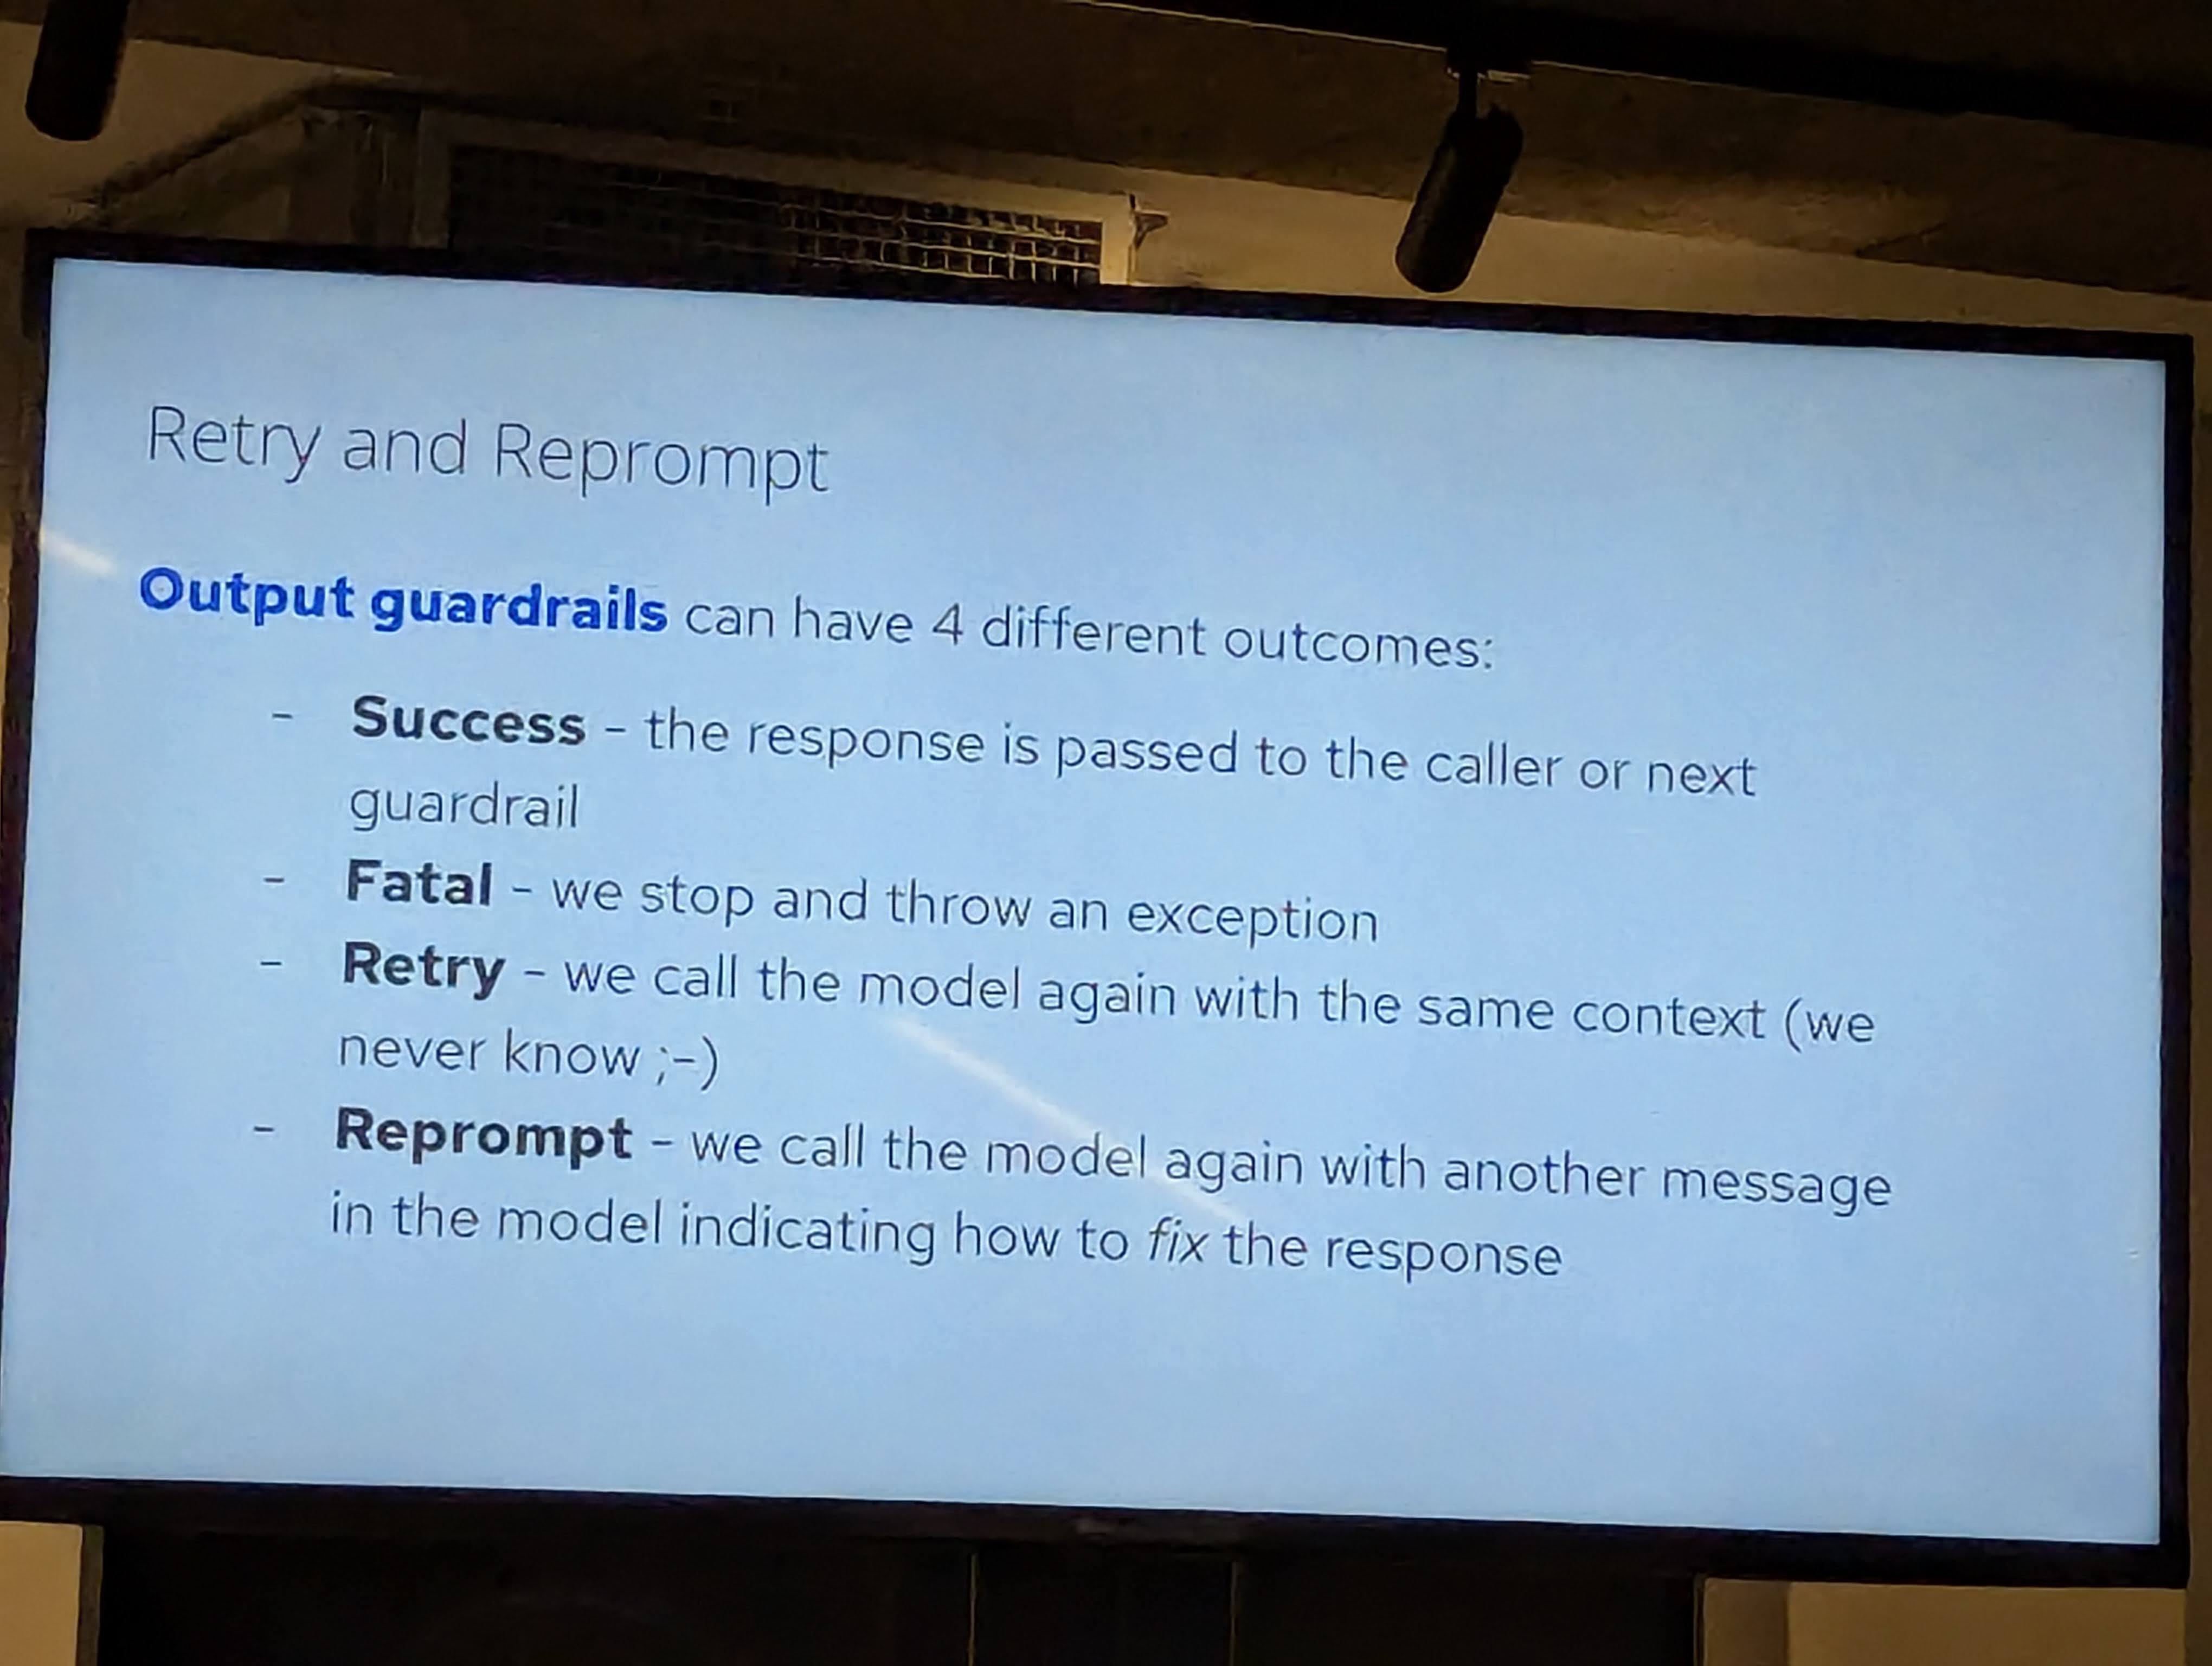 Retry and Reprompt
Output guardrails can have 4 different outcomes:
- Success - the response is passed to the caller or next
guardrail
- Fatal - we stop and throw an exception
- Retry - we call the model again with the same context (we
never know ;-)
- Reprompt - we call the model again with another message
in the model indicating how to fix the response